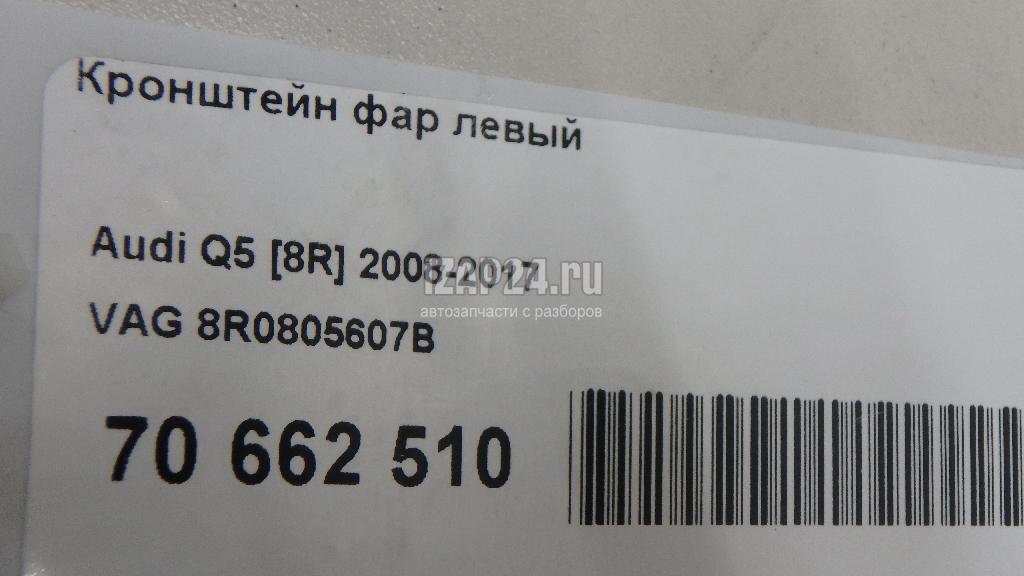 Кронштейн фар левый
Audi Q5 [8R] 2008-2017
IZAP24.ru
автозапчасти с разборов
VAG 8R0805607B
70 662 510